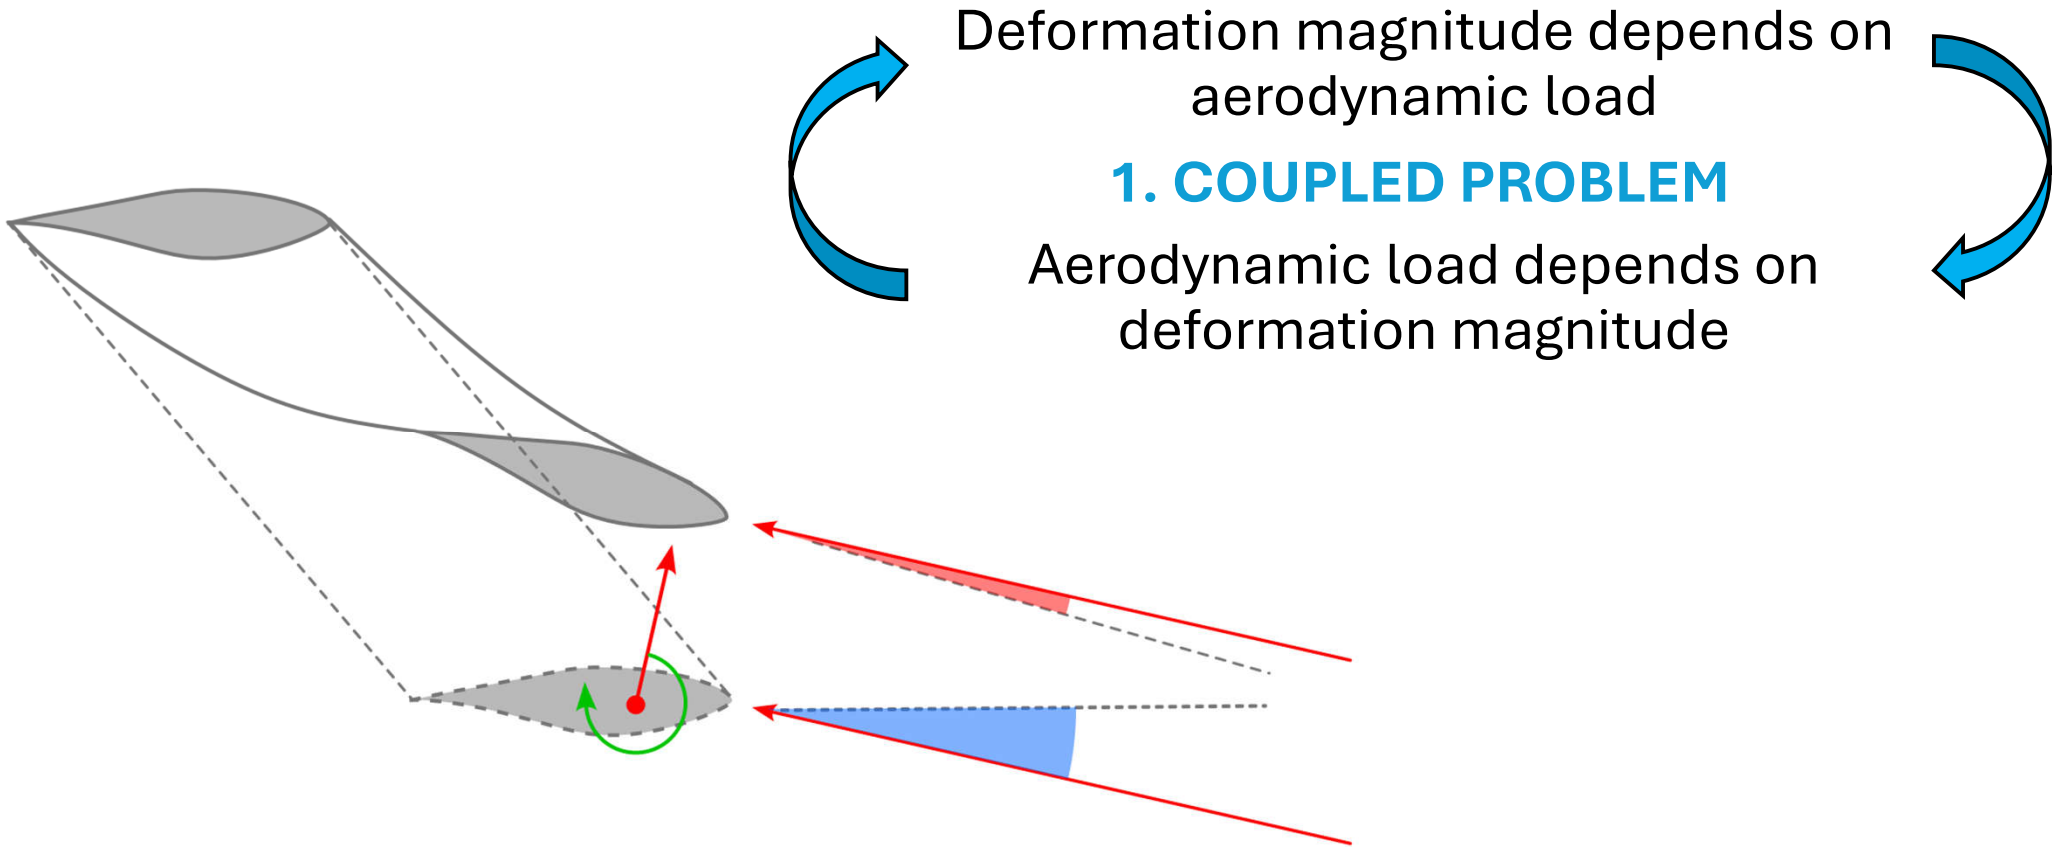 Deformation magnitude depends on
aerodynamic load
1. COUPLED PROBLEM
Aerodynamic load depends on
deformation magnitude